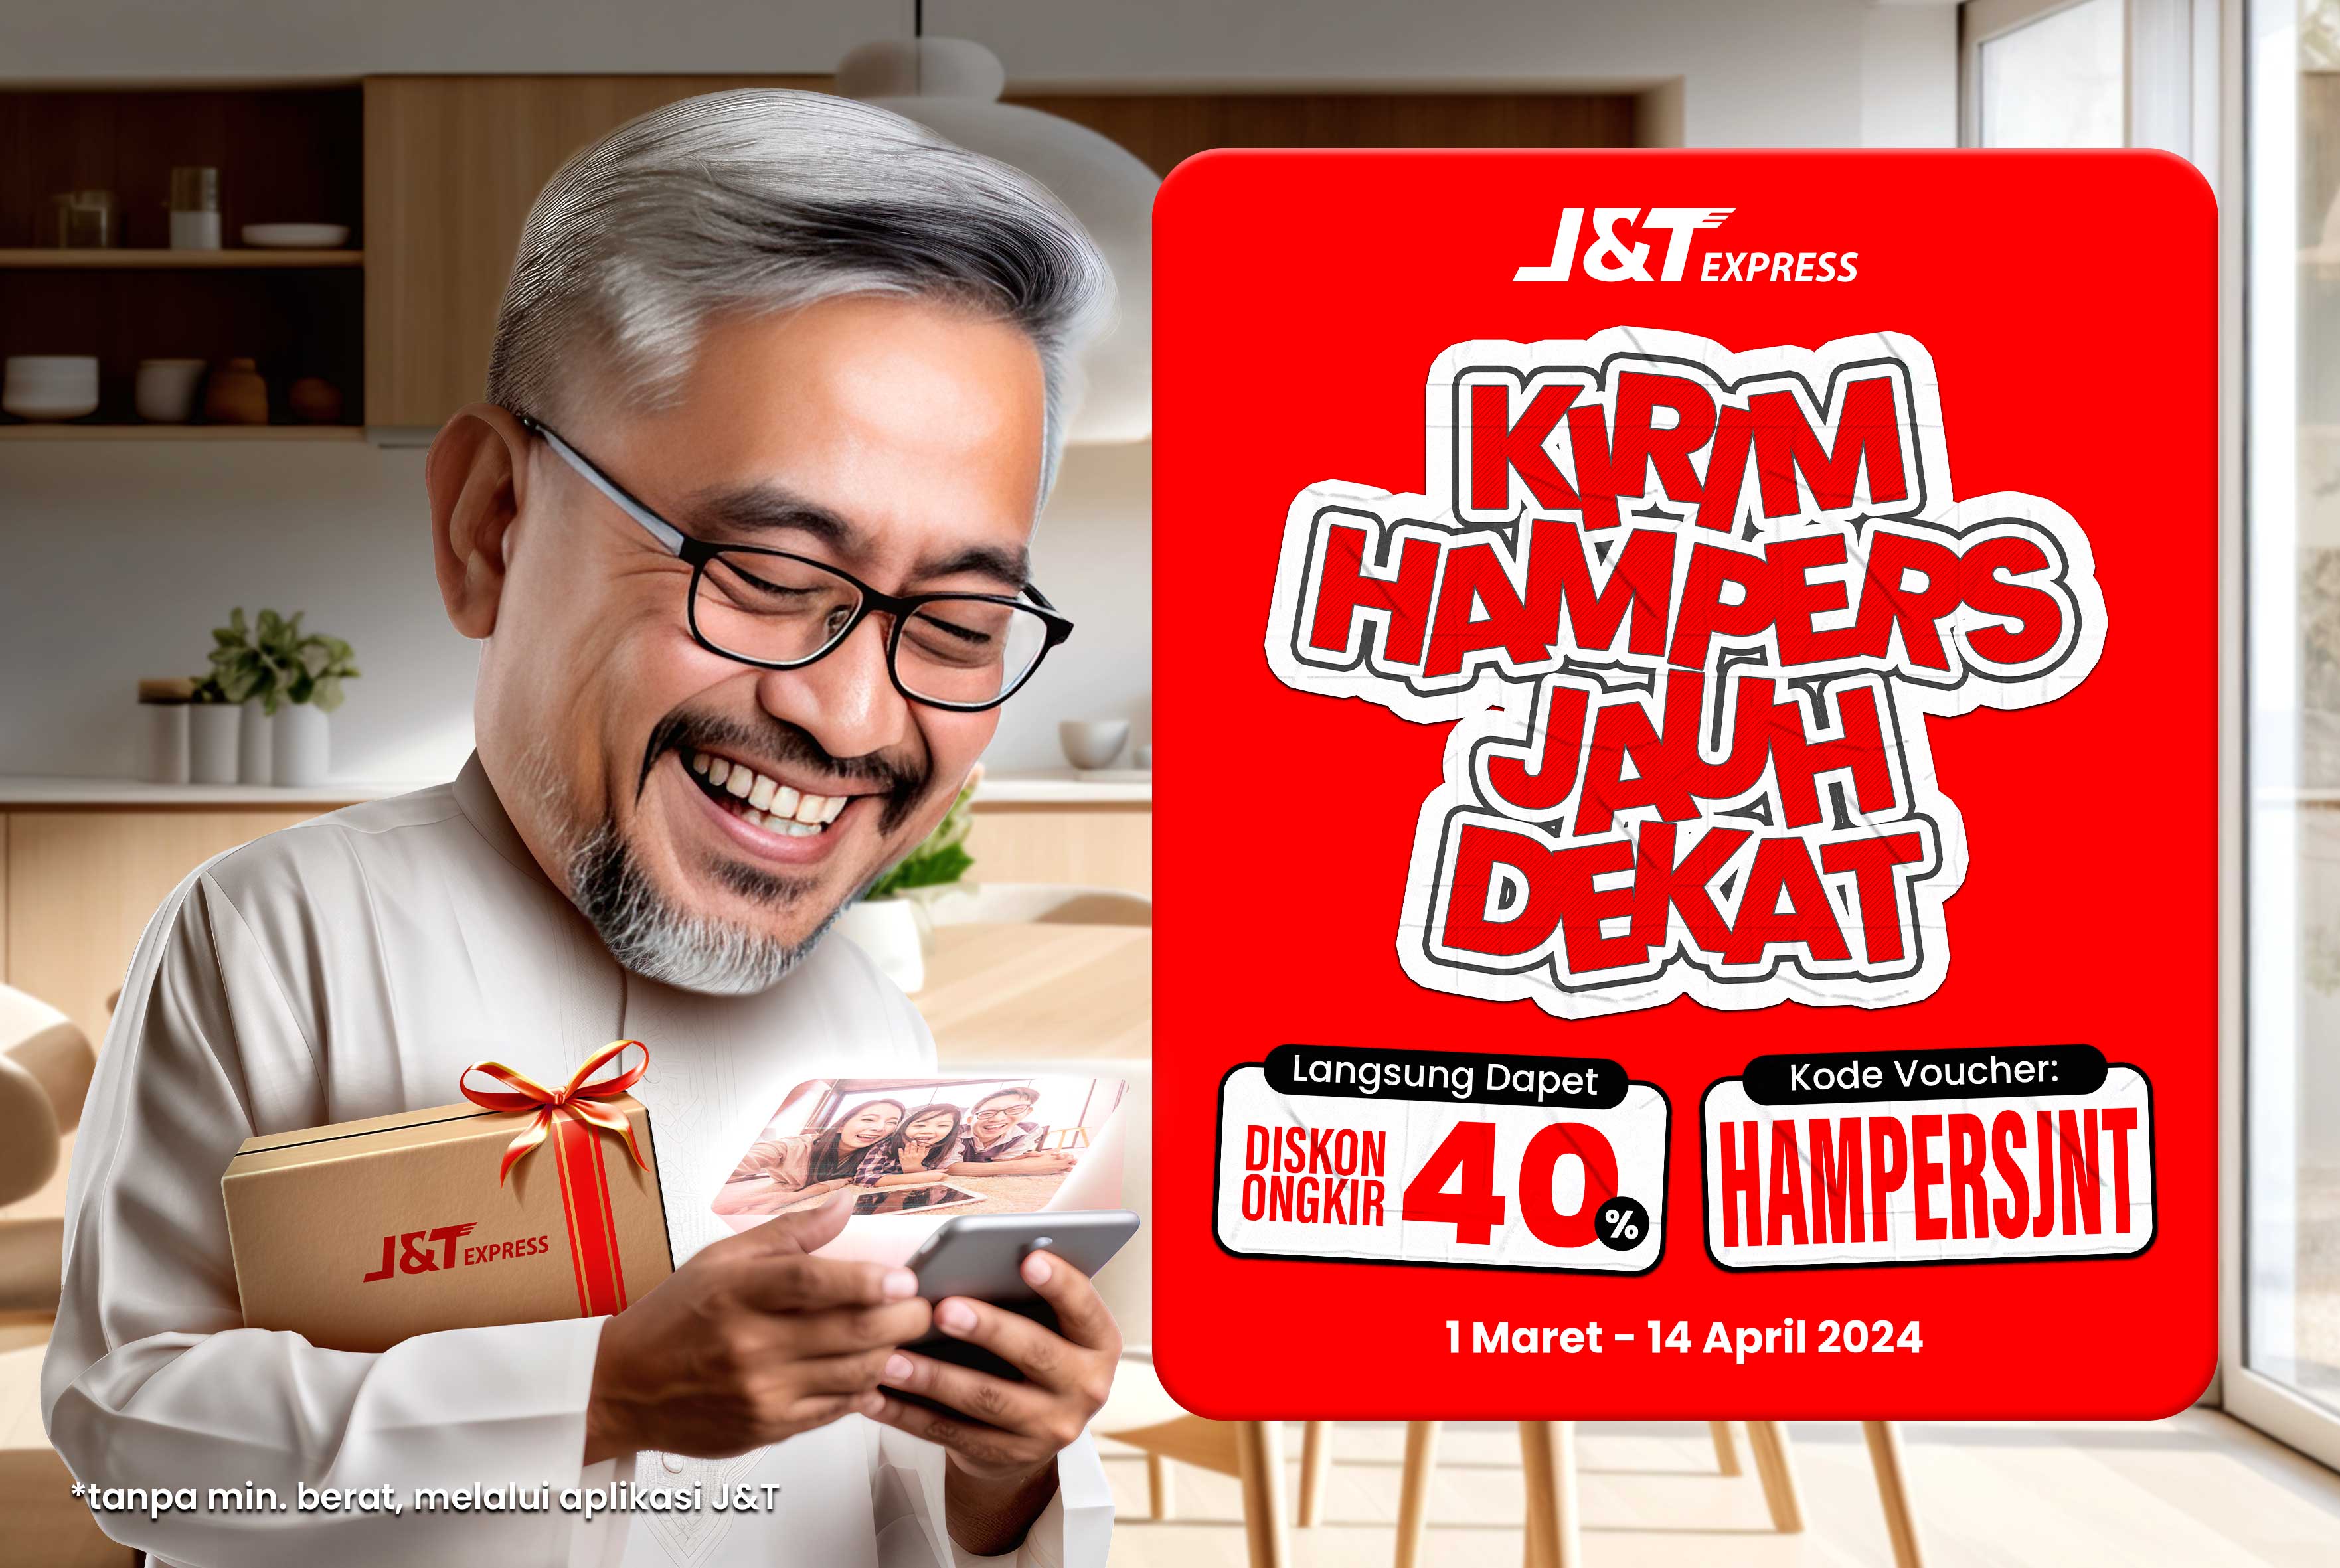 J&T EXPRESS
KIRIM
HAMPERS
JAUH
DEKAT
Langsung Dapet
DISKON
ONGKIR
40%
Kode Voucher:
HAMPERSJNT
1 Maret - 14 April 2024
J&T EXPRESS
*tanpa min. berat, melalui aplikasi J&T